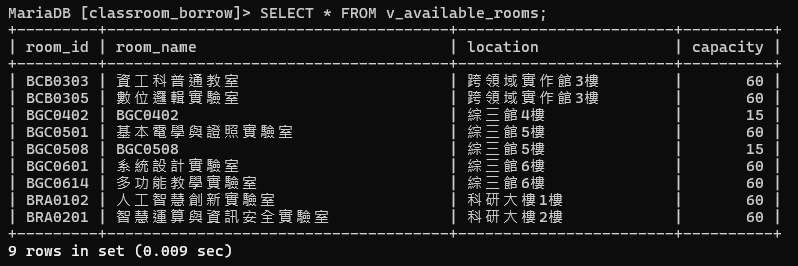 MariaDB [classroom_borrow]> SELECT * FROM v_available_rooms;
+---------+-------------------------------------+------------------------+----------+
| room_id | room_name | location | capacity |
+---------+-------------------------------------+------------------------+----------+
| BCB0303 | 資工科普通教室 | 跨領域實作館3樓 | 60 |
| BCB0305 | 數位邏輯實驗室 | 跨領域實作館3樓 | 60 |
| BGC0402 | BGC0402 | 綜三館4樓 | 15 |
| BGC0501 | 基本電學與證照實驗室 | 綜三館5樓 | 60 |
| BGC0508 | BGC0508 | 綜三館5樓 | 15 |
| BGC0601 | 系統設計實驗室 | 綜三館6樓 | 60 |
| BGC0614 | 多功能教學實驗室 | 綜三館6樓 | 60 |
| BRA0102 | 人工智慧創新實驗室 | 科研大樓1樓 | 60 |
| BRA0201 | 智慧運算與資訊安全實驗室 | 科研大樓2樓 | 60 |
+---------+-------------------------------------+------------------------+----------+
9 rows in set (0.009 sec)